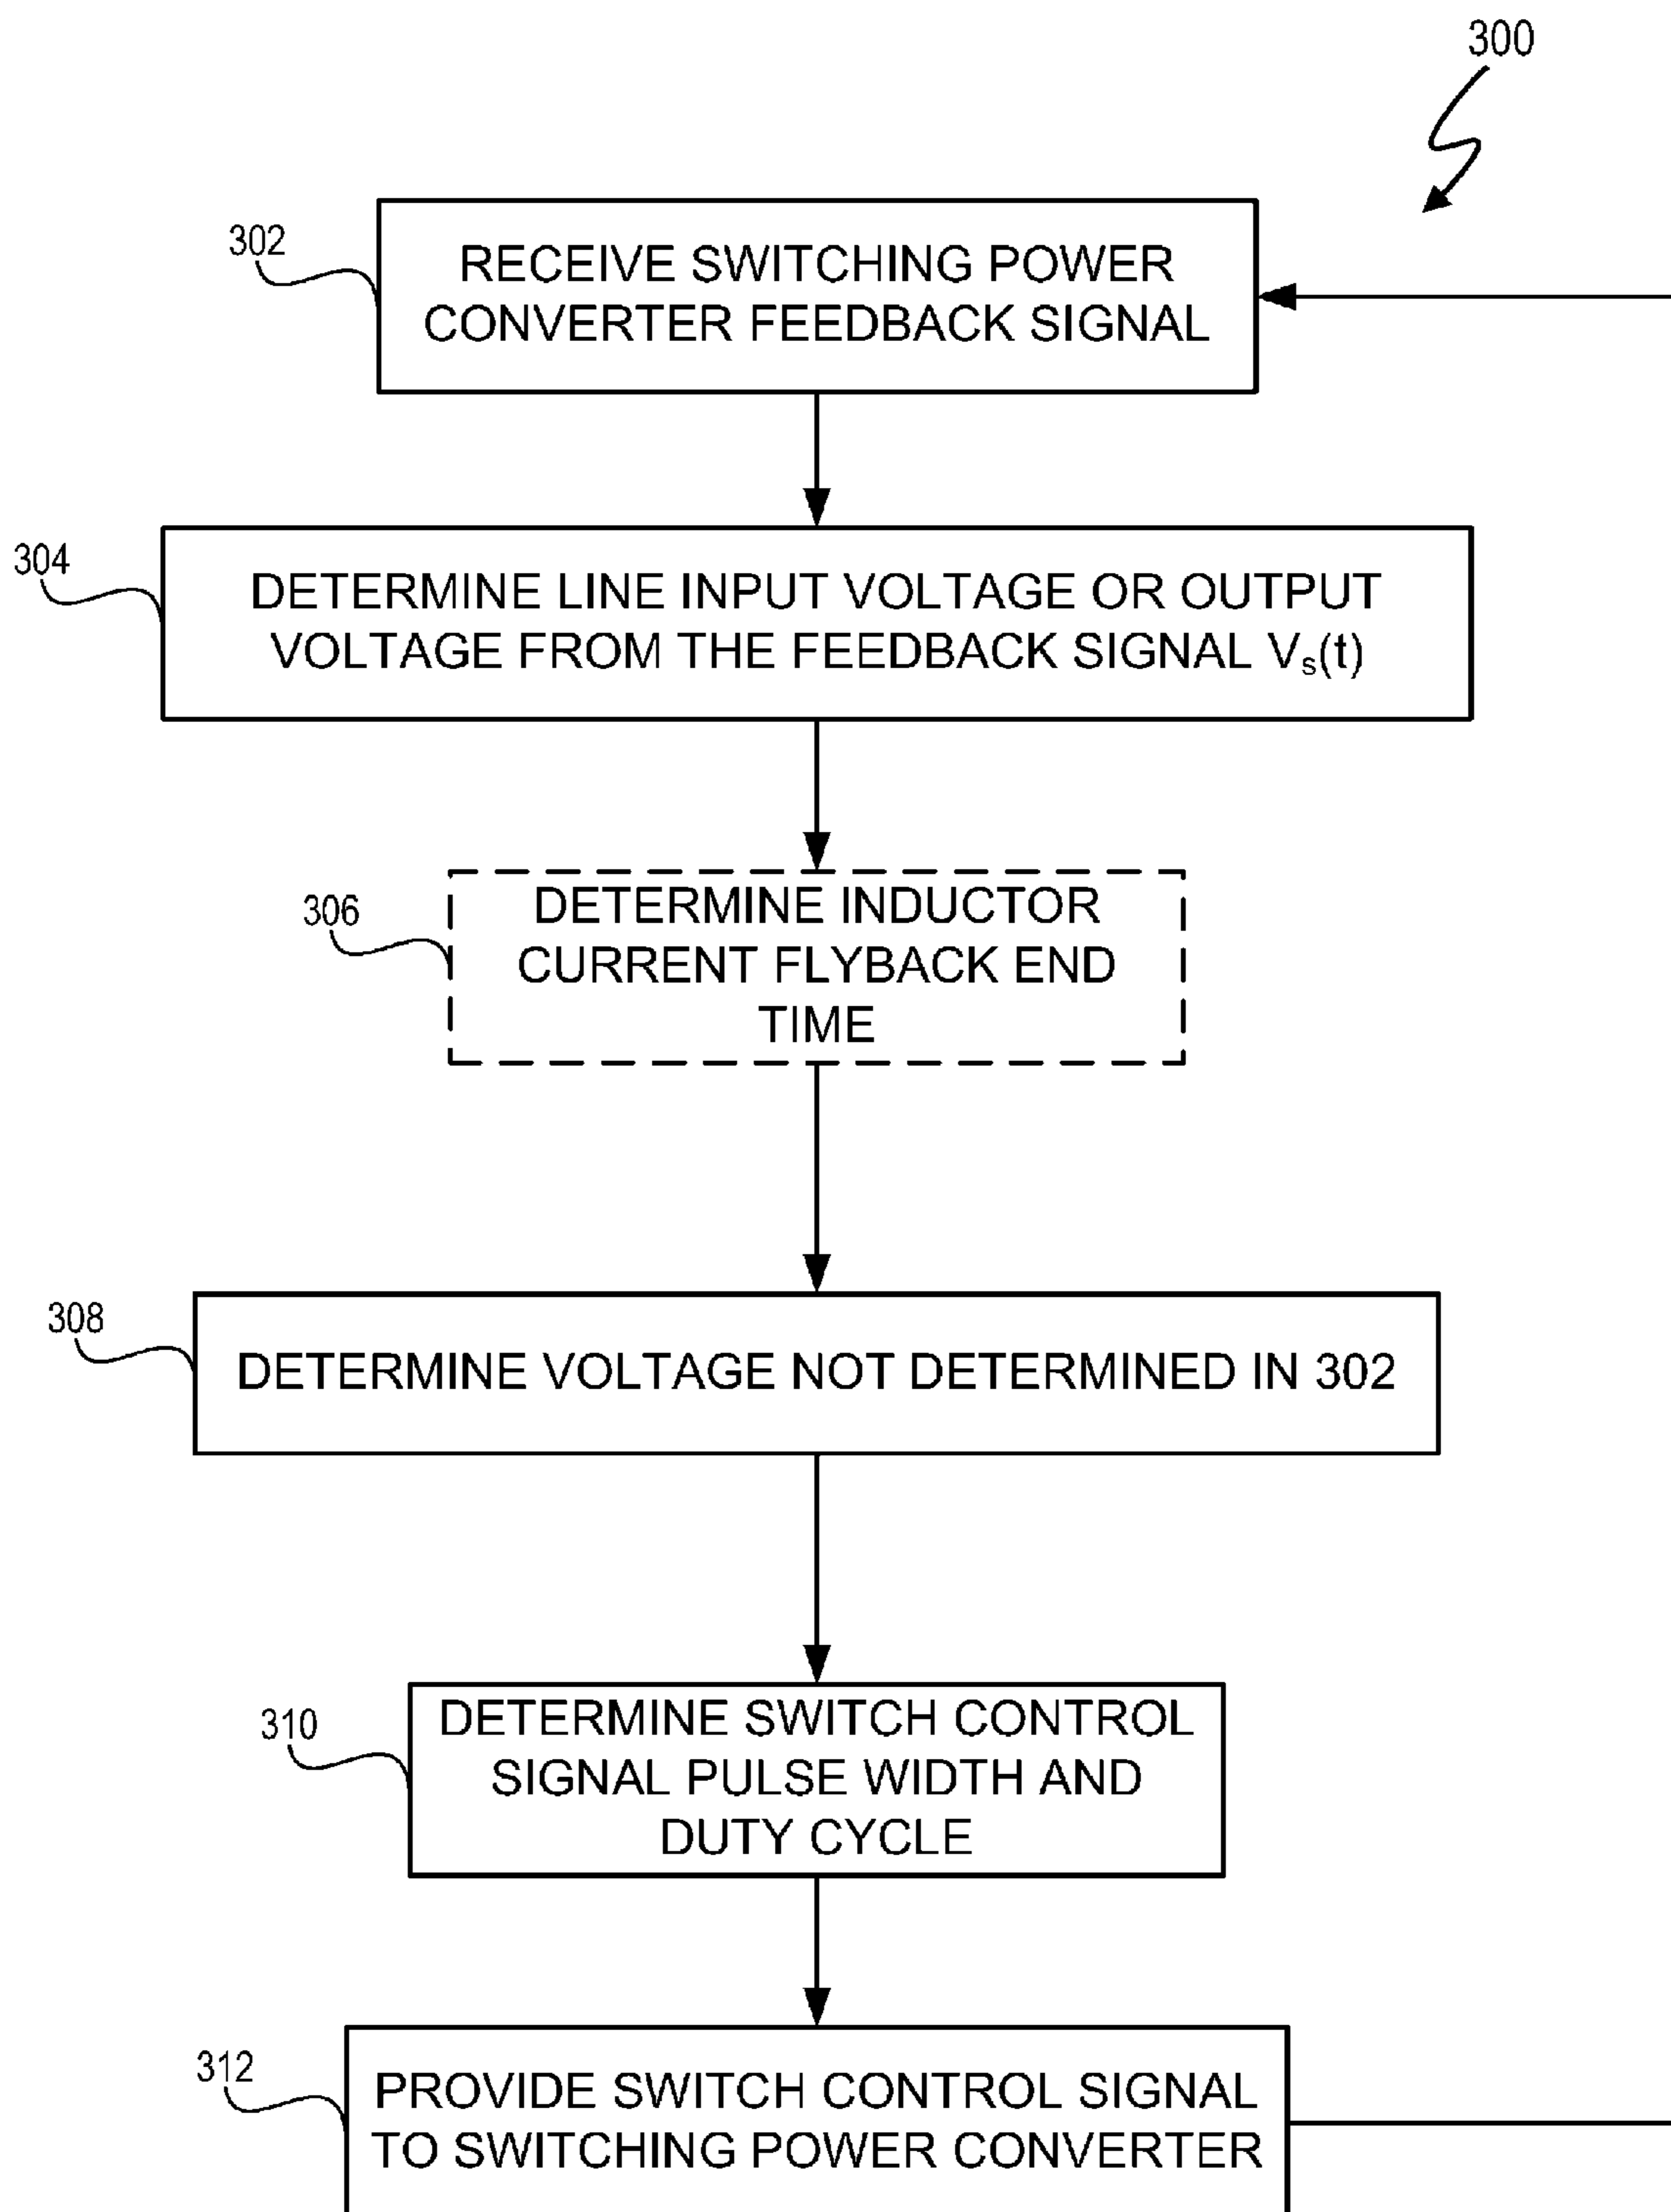 300
302
RECEIVE SWITCHING POWER
CONVERTER FEEDBACK SIGNAL
304
DETERMINE LINE INPUT VOLTAGE OR OUTPUT
VOLTAGE FROM THE FEEDBACK SIGNAL Vs(t)
306
DETERMINE INDUCTOR
CURRENT FLYBACK END
TIME
308
DETERMINE VOLTAGE NOT DETERMINED IN 302
310
DETERMINE SWITCH CONTROL
SIGNAL PULSE WIDTH AND
DUTY CYCLE
312
PROVIDE SWITCH CONTROL SIGNAL
TO SWITCHING POWER CONVERTER